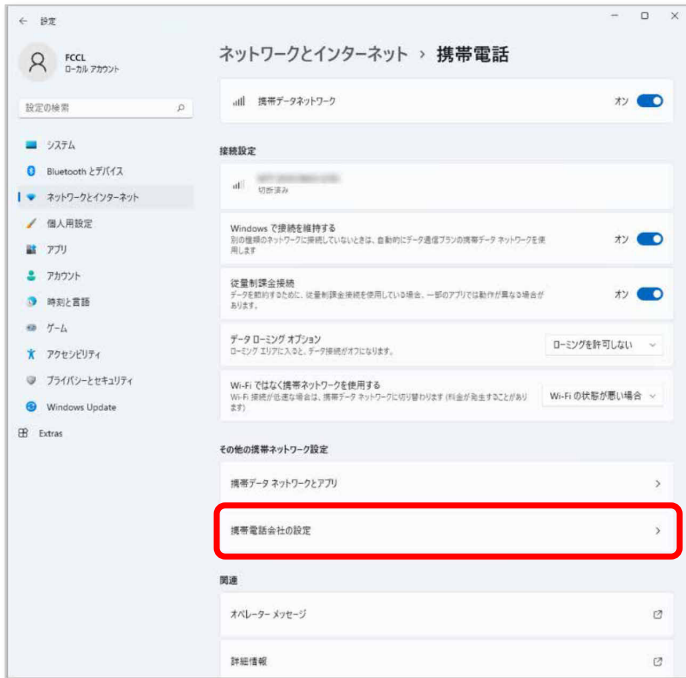 設定
FCCL
ローカル アカウント
設定の検索
システム
Bluetooth とデバイス
ネットワークとインターネット
個人用設定
アプリ
アカウント
時刻と言語
ゲーム
アクセシビリティ
プライバシーとセキュリティ
Windows Update
Extras
ネットワークとインターネット › 携帯電話
携帯データネットワーク
オン
接続設定
切断済み
Windows で接続を維持する
別の種類のネットワークに接続していないときは、自動的にデータ通信プランの携帯データ ネットワークを使
用します
オン
従量制課金接続
データを節約するために、従量制課金接続を使用している場合、一部のアプリでは動作が異なる場合が
あります。
オン
データ ローミング オプション
ローミング エリアに入ると、データ接続がオフになります。
ローミングを許可しない
Wi-Fi ではなく携帯ネットワークを使用する
Wi-Fi 接続が低速な場合は、携帯データ ネットワークに切り替わります (料金が発生することがあり
ます)
Wi-Fi の状態が悪い場合
その他の携帯ネットワーク設定
携帯データ ネットワークとアプリ
携帯電話会社の設定
関連
オペレーター メッセージ
詳細情報